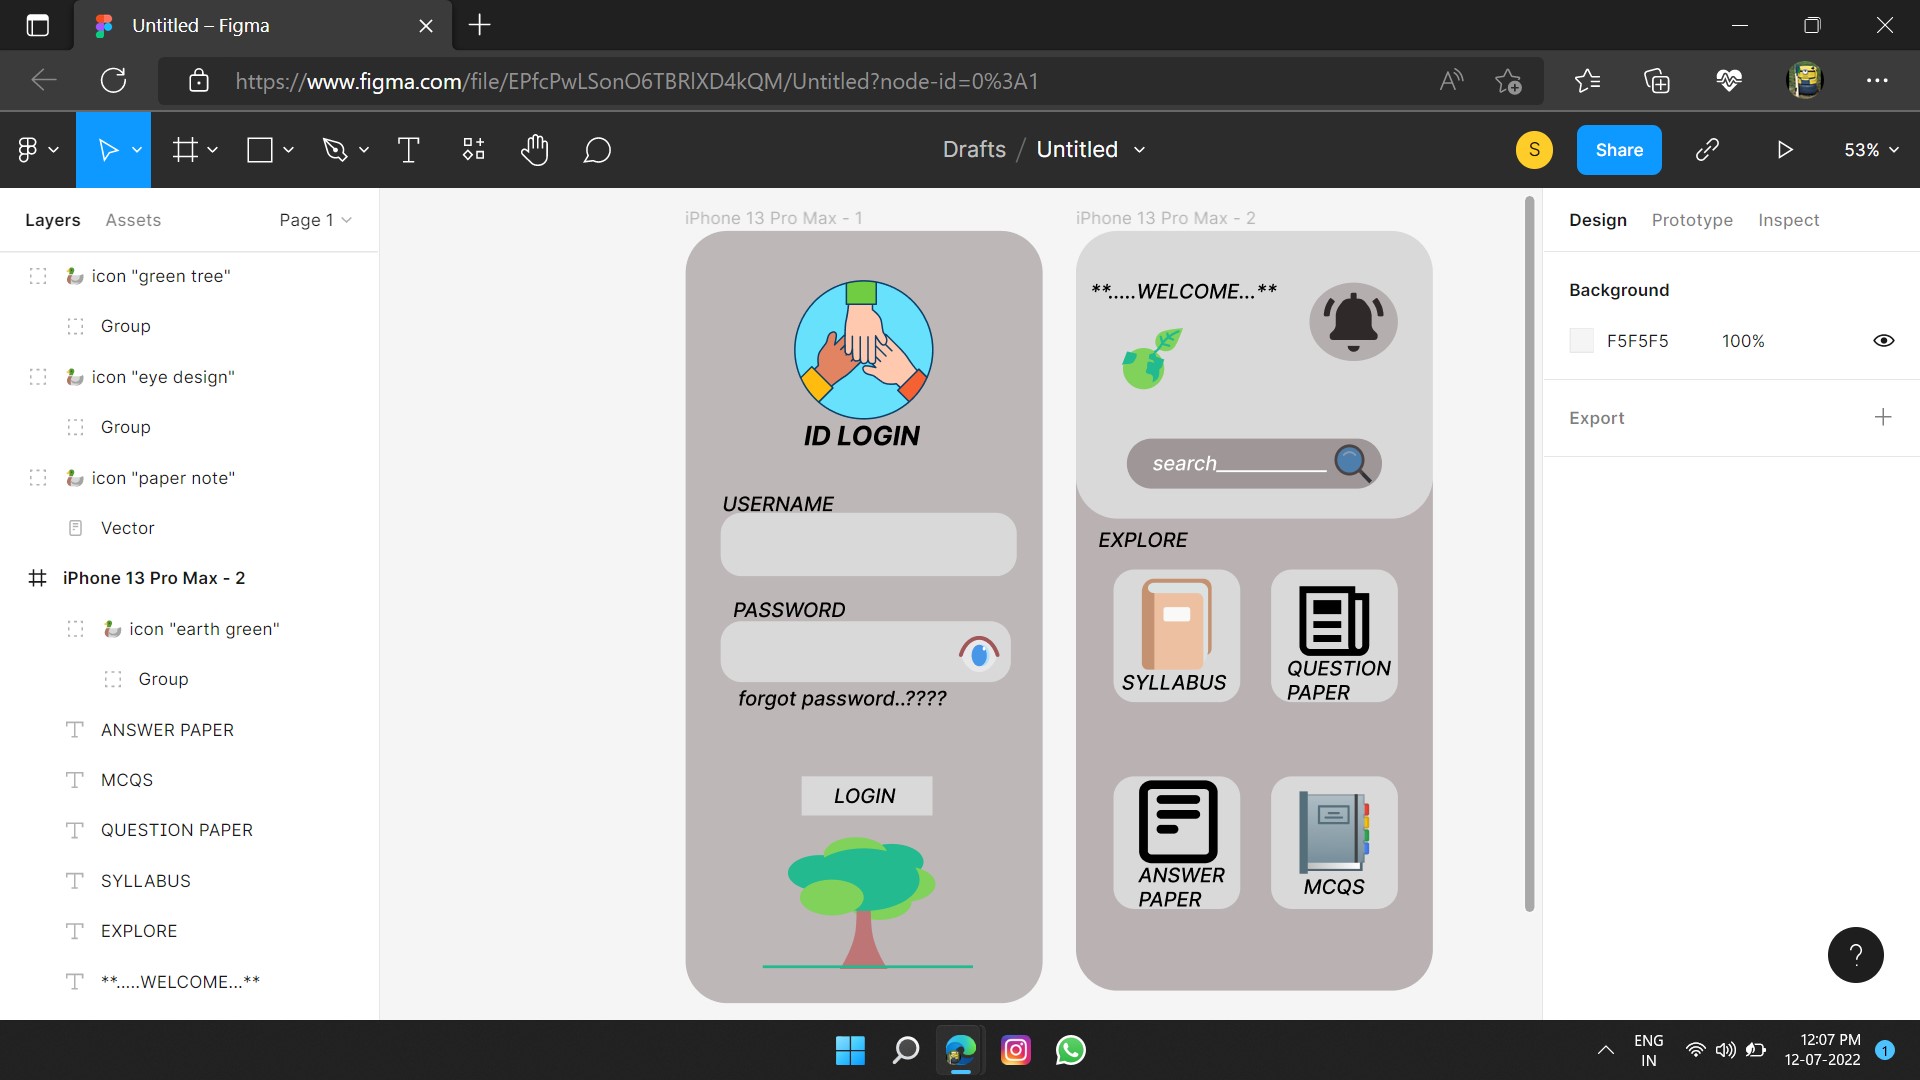 Untitled – Figma
https://www.figma.com/file/EPfcPwLSonO6TBRlXD4kQM/Untitled?node-id=0%3A1
Drafts / Untitled
S
Share
53%
Layers
Assets
Page 1
icon "green tree"
Group
icon "eye design"
Group
icon "paper note"
Vector
iPhone 13 Pro Max - 2
icon "earth green"
Group
ANSWER PAPER
MCQS
QUESTION PAPER
SYLLABUS
EXPLORE
**.....WELCOME...**
iPhone 13 Pro Max - 1
ID LOGIN
USERNAME
PASSWORD
forgot password..????
LOGIN
iPhone 13 Pro Max - 2
**.....WELCOME...**
search___________
EXPLORE
SYLLABUS
QUESTION
PAPER
ANSWER
PAPER
MCQS
Design
Prototype
Inspect
Background
F5F5F5
100%
Export
?
ENG
IN
12:07 PM
12-07-2022
1